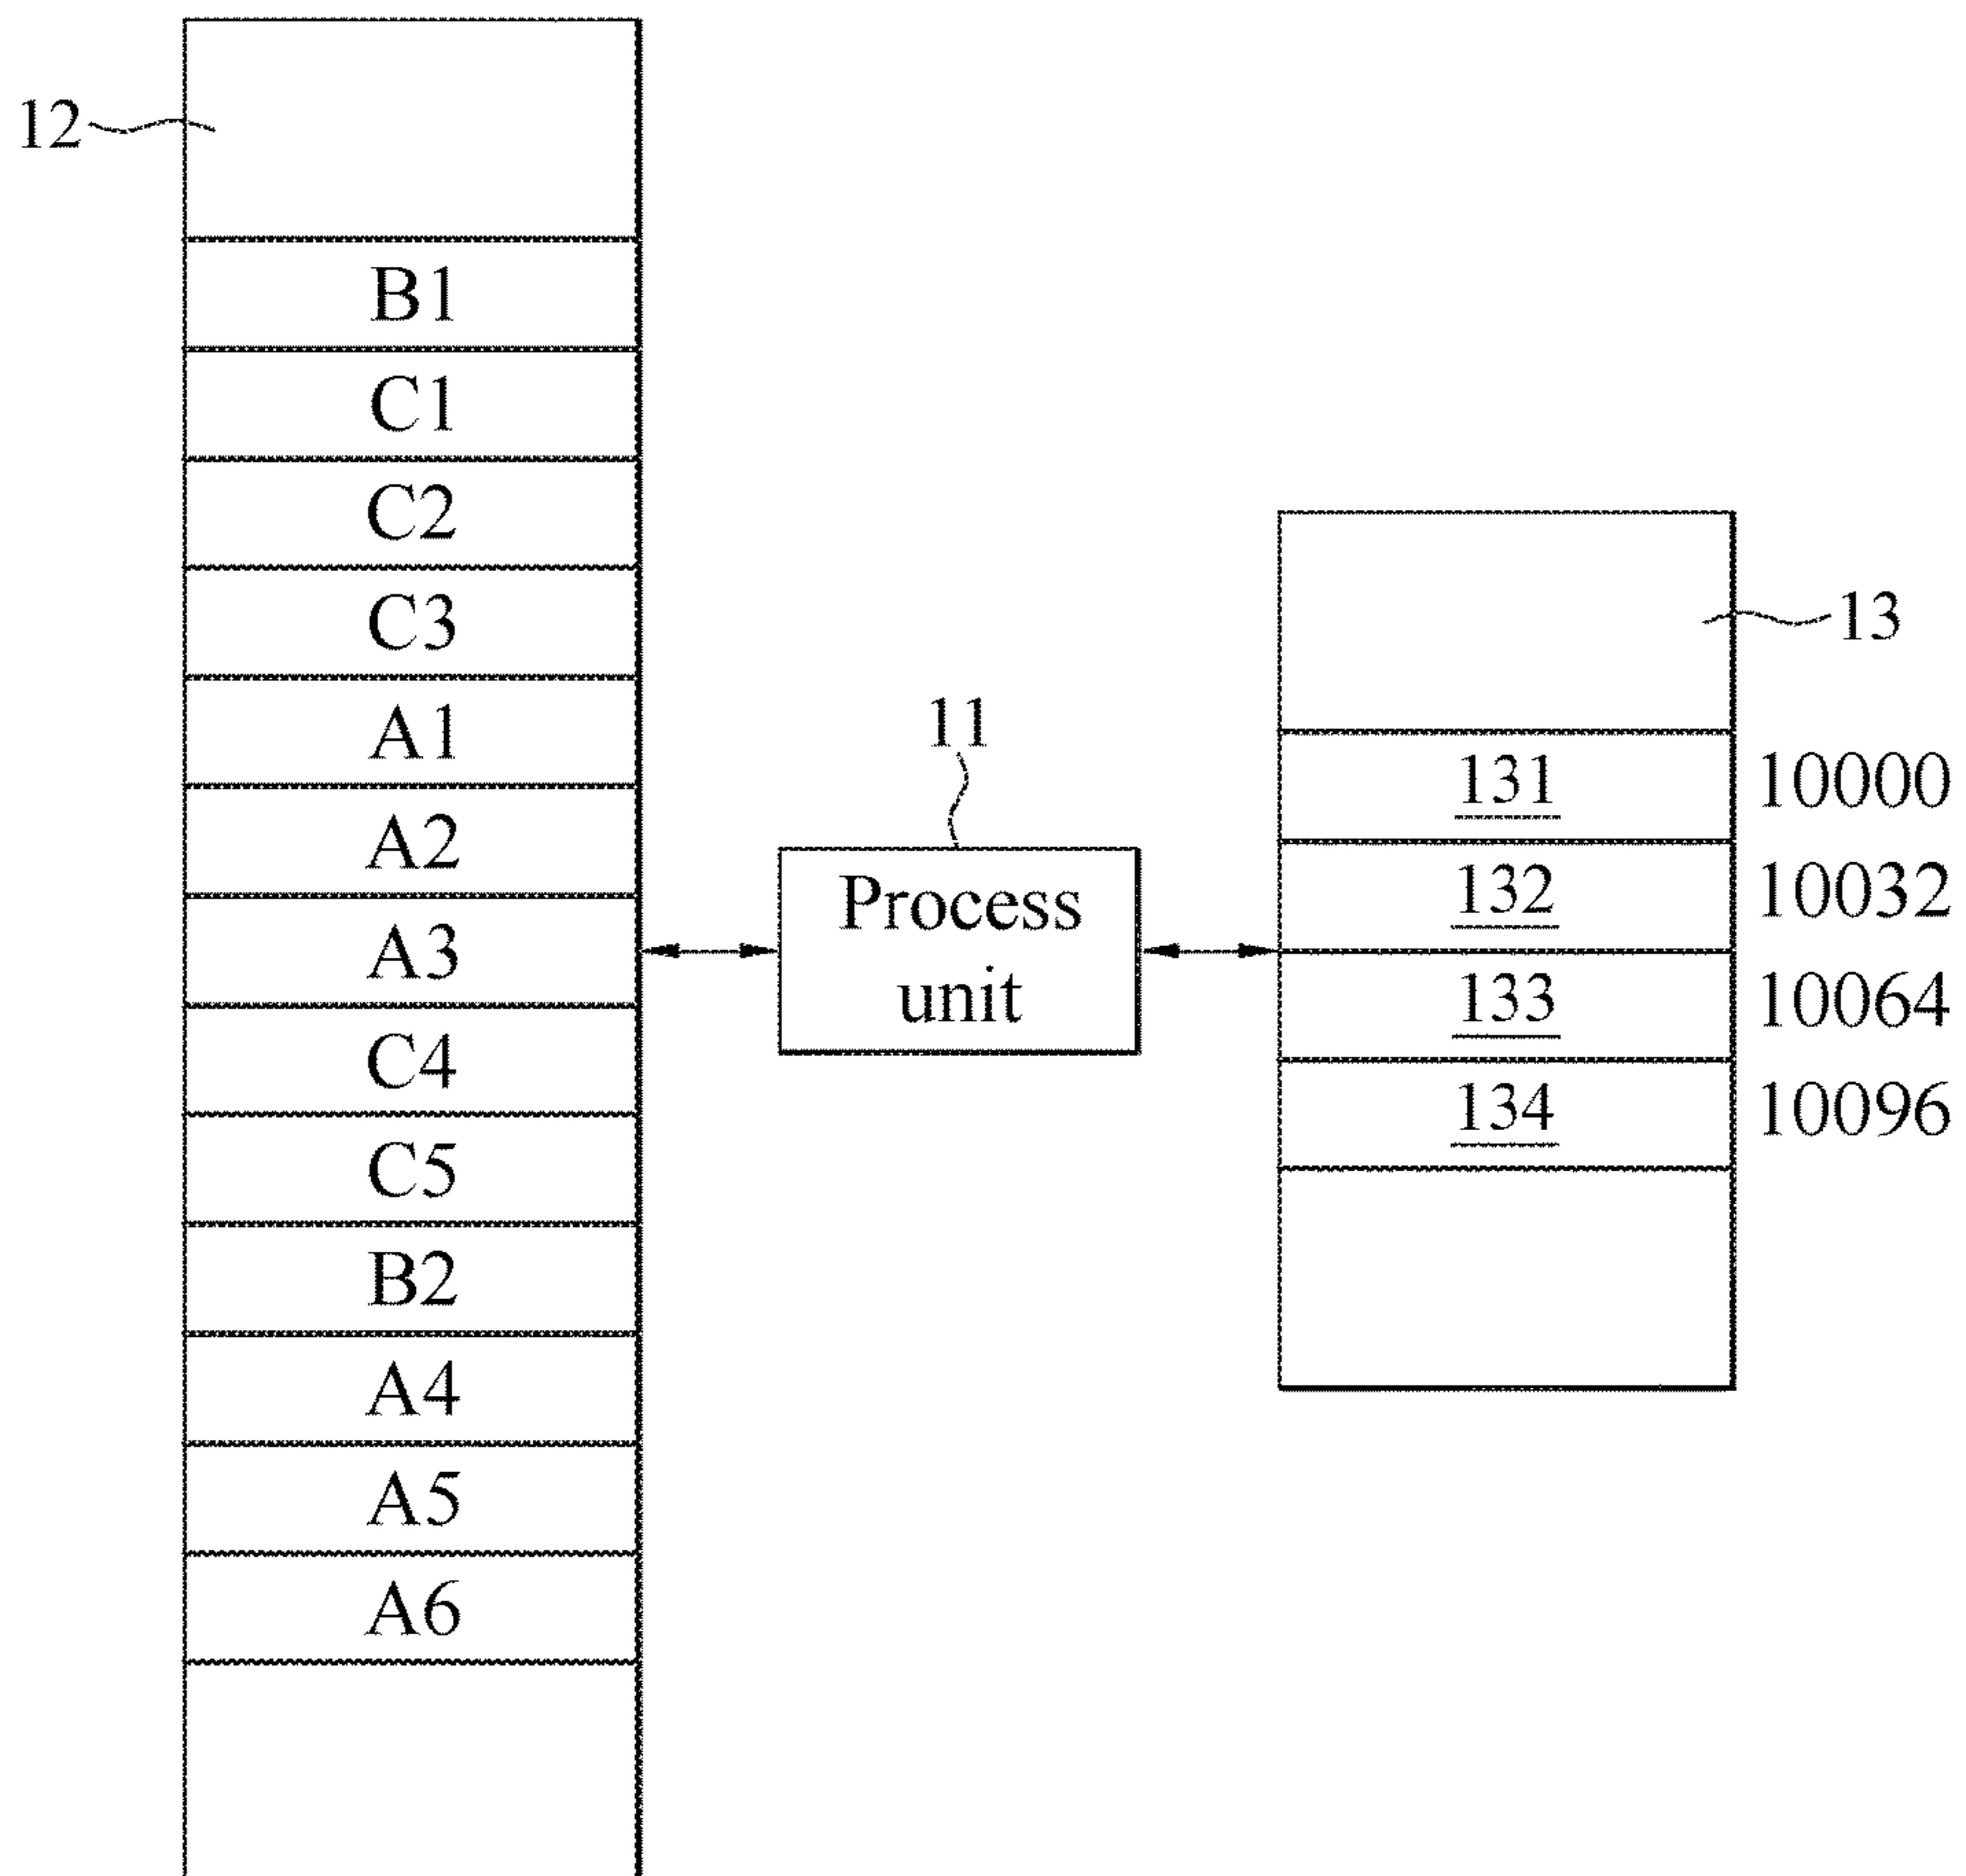 12
B1
C1
C2
C3
A1
A2
A3
C4
C5
B2
A4
A5
A6
11
Process
unit
13
131 10000
132 10032
133 10064
134 10096